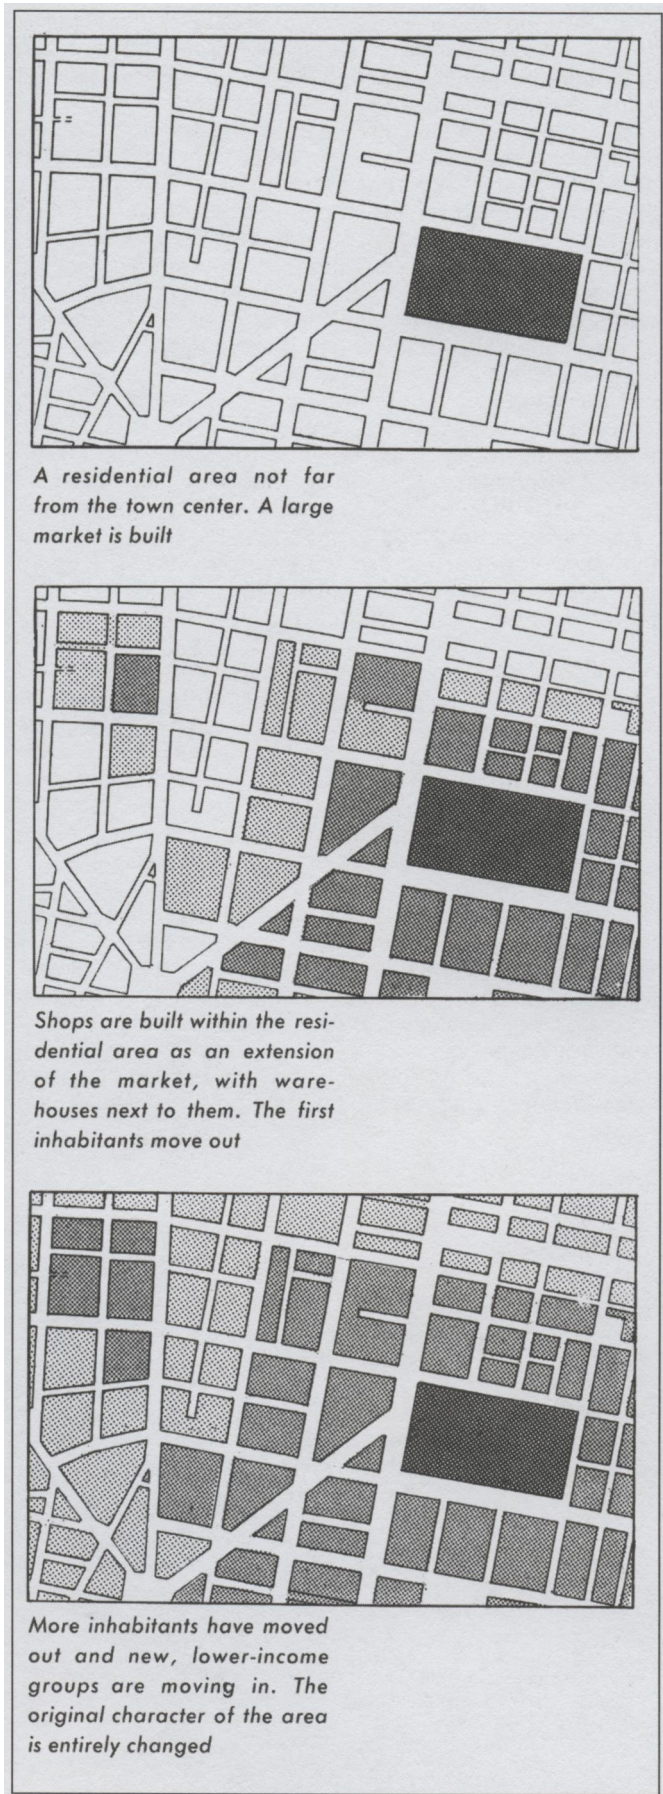 A residential area not far
from the town center. A large
market is built
Shops are built within the resi-
dential area as an extension
of the market, with ware-
houses next to them. The first
inhabitants move out
More inhabitants have moved
out and new, lower-income
groups are moving in. The
original character of the area
is entirely changed